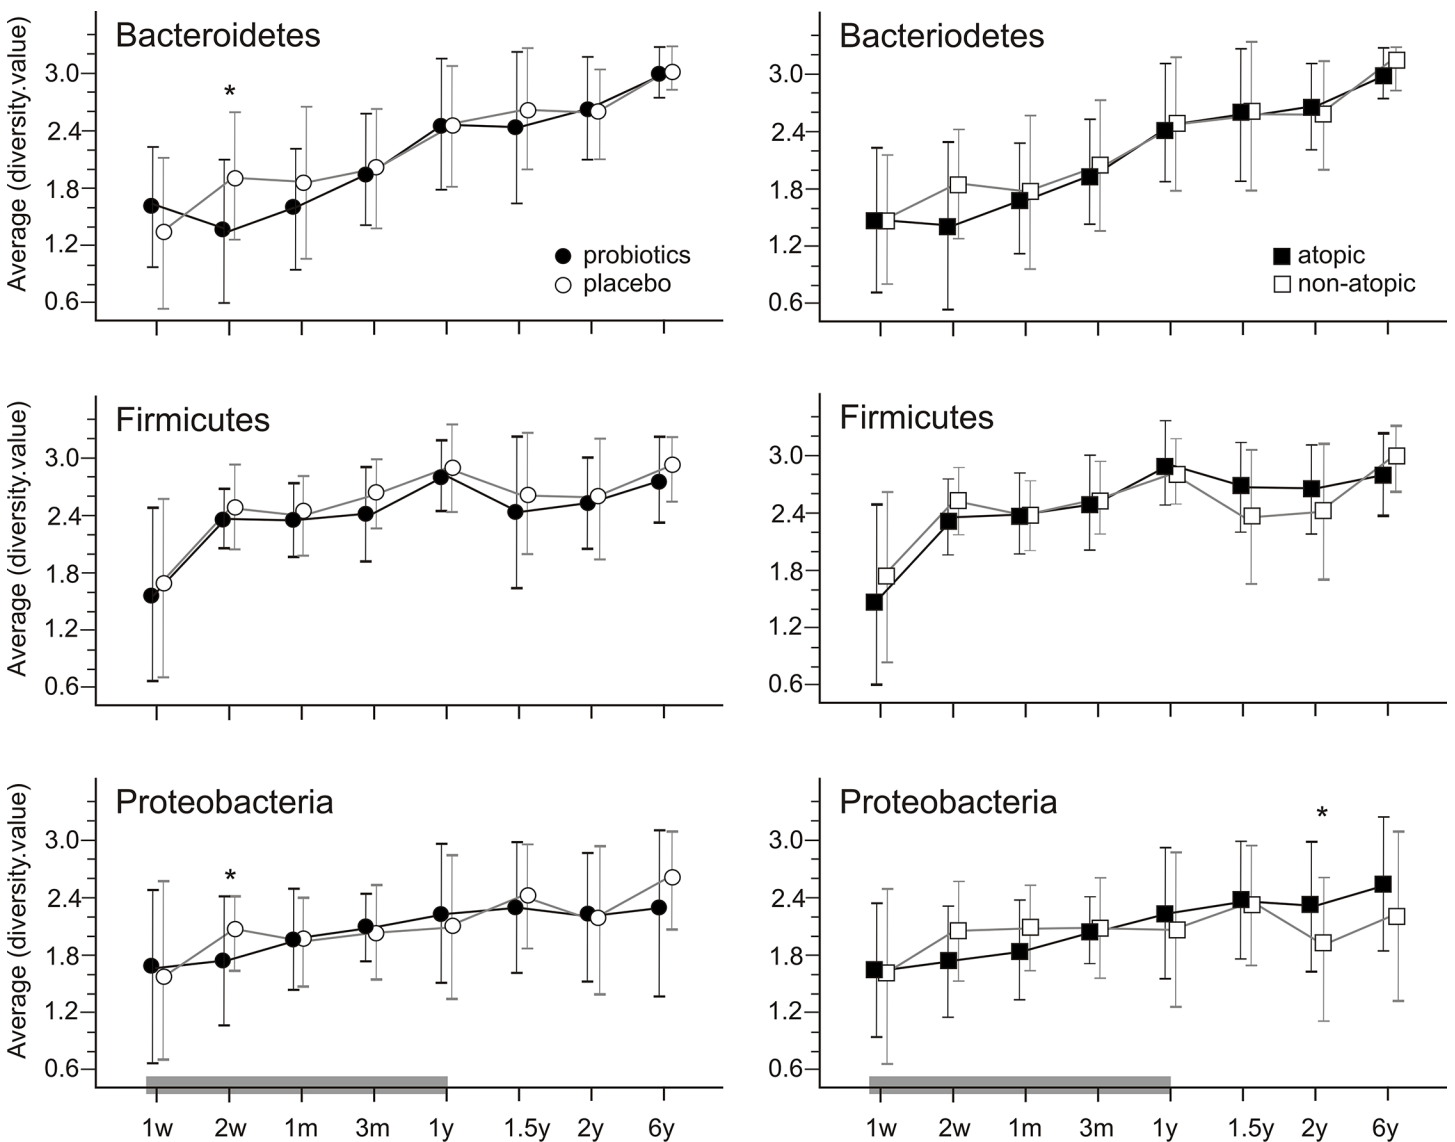 Bacteroidetes
Average (diversity.value)
3.0
2.4
1.8
1.2
0.6
*
probiotics
placebo
Bacteriodetes
3.0
2.4
1.8
1.2
0.6
atopic
non-atopic
Firmicutes
Average (diversity.value)
3.0
2.4
1.8
1.2
0.6
Firmicutes
3.0
2.4
1.8
1.2
0.6
Proteobacteria
Average (diversity.value)
3.0
2.4
1.8
1.2
0.6
*
1w 2w 1m 3m 1y 1.5y 2y 6y
Proteobacteria
3.0
2.4
1.8
1.2
0.6
*
1w 2w 1m 3m 1y 1.5y 2y 6y